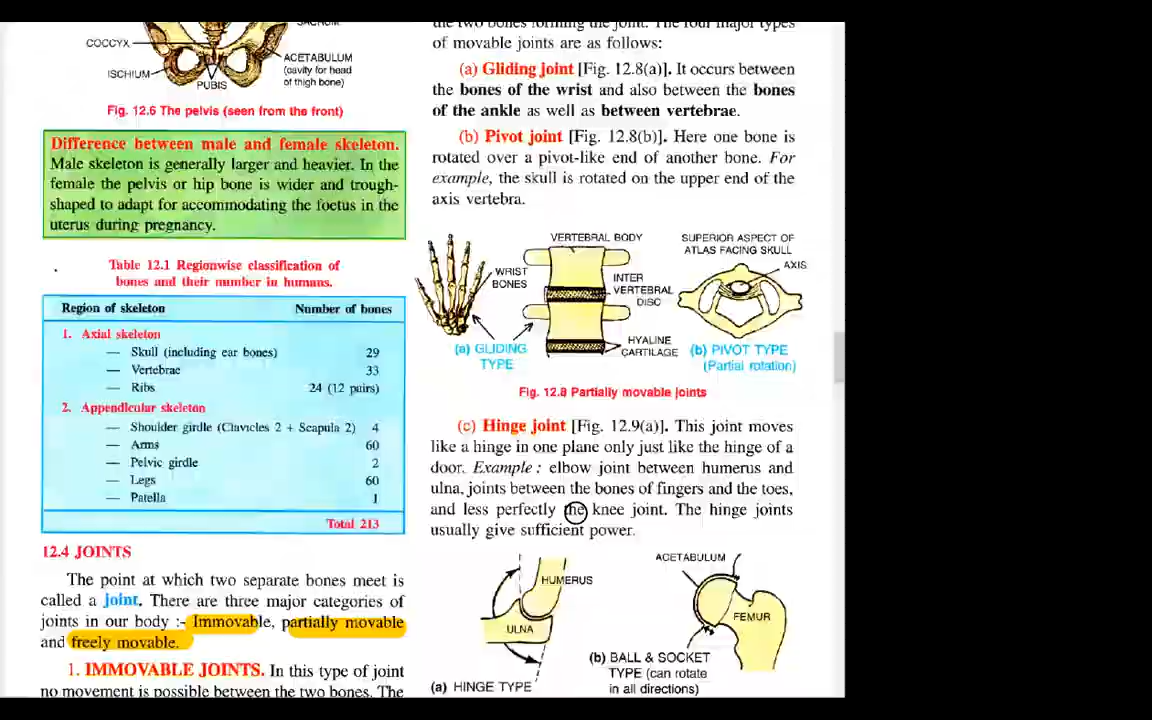 SACRUM
COCCYX
ACETABULUM
(cavity for head
of thigh bone)
ISCHIUM
PUBIS
Fig. 12.6 The pelvis (seen from the front)
Difference between male and female skeleton.
Male skeleton is generally larger and heavier. In the
female the pelvis or hip bone is wider and trough-
shaped to adapt for accommodating the foetus in the
uterus during pregnancy.
Table 12.1 Regionwise classification of
bones and their number in humans.
Region of skeleton Number of bones
1. Axial skeleton
— Skull (including ear bones) 29
— Vertebrae 33
— Ribs 24 (12 pairs)
2. Appendicular skeleton
— Shoulder girdle (Clavicles 2 + Scapula 2) 4
— Arms 60
— Pelvic girdle 2
— Legs 60
— Patella 1
Total 213
12.4 JOINTS
The point at which two separate bones meet is
called a joint. There are three major categories of
joints in our body :- Immovable, partially movable
and freely movable.
1. IMMOVABLE JOINTS. In this type of joint
no movement is possible between the two bones. The
the two bones forming the joint. The four major types
of movable joints are as follows:
(a) Gliding joint [Fig. 12.8(a)]. It occurs between
the bones of the wrist and also between the bones
of the ankle as well as between vertebrae.
(b) Pivot joint [Fig. 12.8(b)]. Here one bone is
rotated over a pivot-like end of another bone. For
example, the skull is rotated on the upper end of the
axis vertebra.
VERTEBRAL BODY
SUPERIOR ASPECT OF
ATLAS FACING SKULL
AXIS
WRIST
BONES
INTER
VERTEBRAL
DISC
HYALINE
CARTILAGE
(a) GLIDING
TYPE
(b) PIVOT TYPE
(Partial rotation)
Fig. 12.8 Partially movable joints
(c) Hinge joint [Fig. 12.9(a)]. This joint moves
like a hinge in one plane only just like the hinge of a
door. Example : elbow joint between humerus and
ulna, joints between the bones of fingers and the toes,
and less perfectly the knee joint. The hinge joints
usually give sufficient power.
ACETABULUM
HUMERUS
FEMUR
ULNA
(b) BALL & SOCKET
TYPE (can rotate
in all directions)
(a) HINGE TYPE